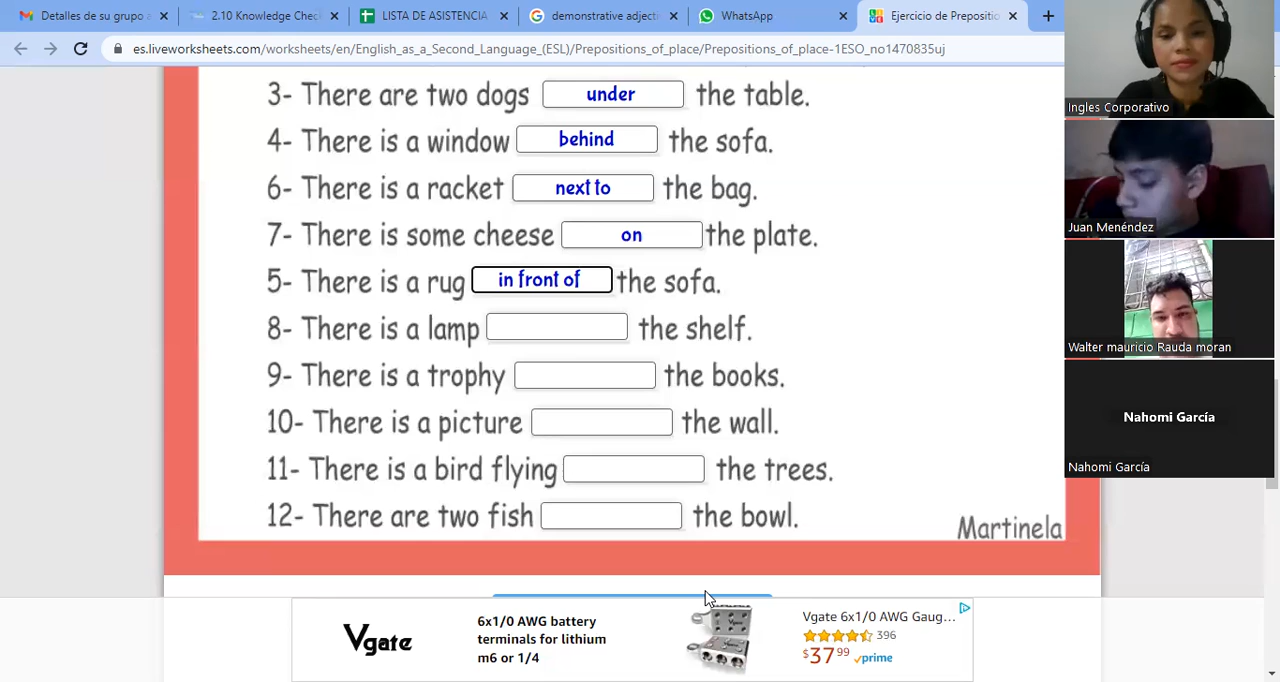 Detalles de su grupo a
2.10 Knowledge Check
LISTA DE ASISTENCIA
demonstrative adjecti
WhatsApp
Ejercicio de Prepositio
es.liveworksheets.com/worksheets/en/English_as_a_Second_Language_(ESL)/Prepositions_of_place/Prepositions_of_place-1ESO_no1470835uj
3- There are two dogs under the table.
4- There is a window behind the sofa.
6- There is a racket next to the bag.
7- There is some cheese on the plate.
5- There is a rug in front of the sofa.
8- There is a lamp the shelf.
9- There is a trophy the books.
10- There is a picture the wall.
11- There is a bird flying the trees.
12- There are two fish the bowl.
Martinela
Vgate
6x1/0 AWG battery
terminals for lithium
m6 or 1/4
Vgate 6x1/0 AWG Gaug...
396
$37.99 prime
Ingles Corporativo
Juan Menéndez
Walter mauricio Rauda moran
Nahomi García
Nahomi García